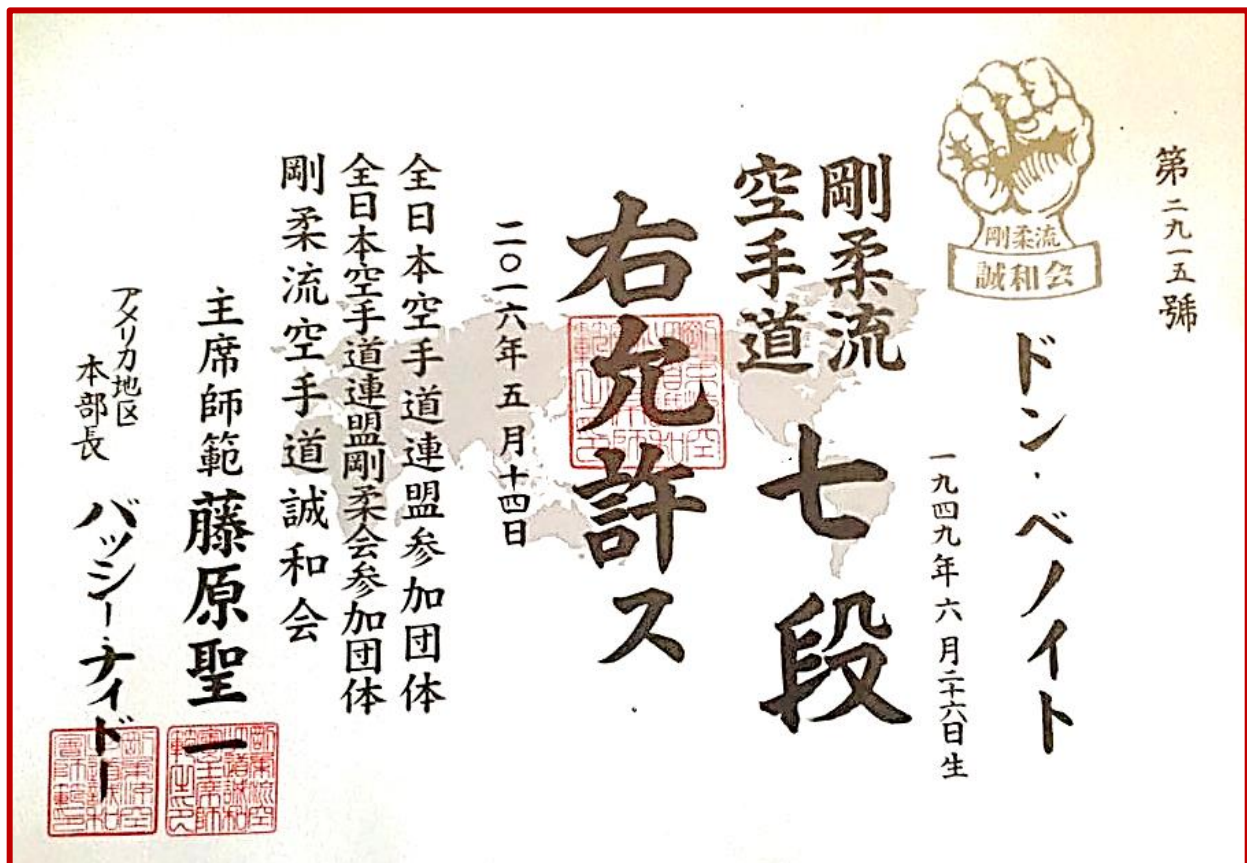 第二九一五號
剛柔流
誠和会
ドン・ベノイト
一九四九年六月二十六日生
剛柔流
空手道
七段
右允許ス
二〇一六年五月十四日
全日本空手道連盟参加団体
全日本空手道連盟剛柔会参加団体
剛柔流空手道誠和会
主席師範藤原聖一
アメリカ地区
本部長
バッシー・ナイドー